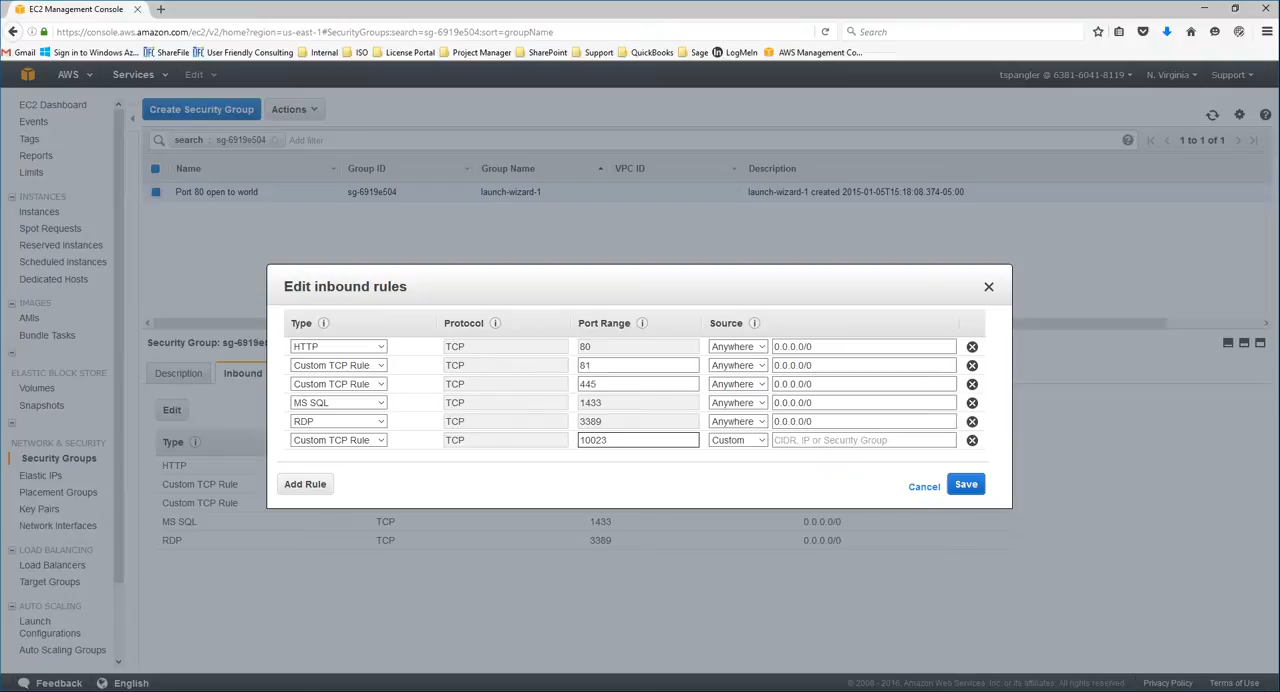 EC2 Management Console
https://console.aws.amazon.com/ec2/v2/home?region=us-east-1#SecurityGroups:search=sg-6919e504;sort=groupName
Search
Gmail Sign in to Windows Az... ShareFile User Friendly Consulting Internal ISO License Portal Project Manager SharePoint Support QuickBooks Sage LogMeIn AWS Management Co...
AWS Services Edit tspangler @ 6381-6041-8119 N. Virginia Support
EC2 Dashboard
Events
Tags
Reports
Limits
INSTANCES
Instances
Spot Requests
Reserved Instances
Scheduled Instances
Dedicated Hosts
IMAGES
AMIs
Bundle Tasks
ELASTIC BLOCK STORE
Volumes
Snapshots
NETWORK & SECURITY
Security Groups
Elastic IPs
Placement Groups
Key Pairs
Network Interfaces
LOAD BALANCING
Load Balancers
Target Groups
AUTO SCALING
Launch
Configurations
Auto Scaling Groups
Create Security Group Actions
search : sg-6919e504 Add filter 1 to 1 of 1
Name Group ID Group Name VPC ID Description
Port 80 open to world sg-6919e504 launch-wizard-1 launch-wizard-1 created 2015-01-05T15:18:08.374-05:00
Security Group: sg-6919e
Description Inbound
Edit
Type
HTTP
Custom TCP Rule
Custom TCP Rule
MS SQL TCP 1433 0.0.0.0/0
RDP TCP 3389 0.0.0.0/0
Edit inbound rules
Type Protocol Port Range Source
HTTP TCP 80 Anywhere 0.0.0.0/0
Custom TCP Rule TCP 81 Anywhere 0.0.0.0/0
Custom TCP Rule TCP 445 Anywhere 0.0.0.0/0
MS SQL TCP 1433 Anywhere 0.0.0.0/0
RDP TCP 3389 Anywhere 0.0.0.0/0
Custom TCP Rule TCP 10023 Custom CIDR, IP or Security Group
Add Rule Cancel Save
Feedback English © 2008 - 2016, Amazon Web Services, Inc. or its affiliates. All rights reserved. Privacy Policy Terms of Use